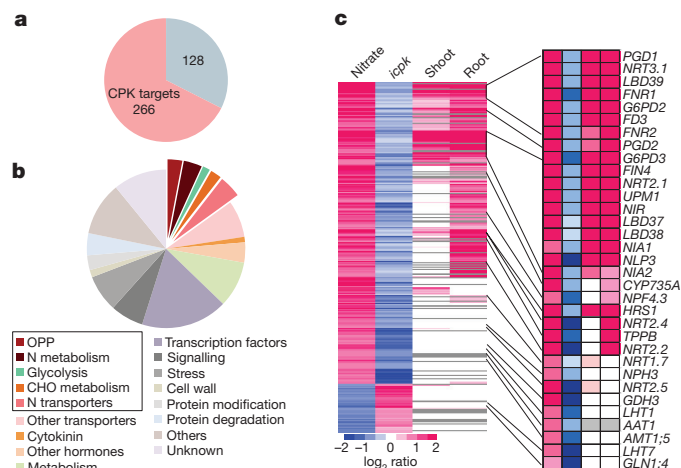 a
128
CPK targets
266
b
OPP
N metabolism
Glycolysis
CHO metabolism
N transporters
Other transporters
Cytokinin
Other hormones
Metabolism
Transcription factors
Signalling
Stress
Cell wall
Protein modification
Protein degradation
Others
Unknown
c
Nitrate
icpk
Shoot
Root
−2 −1 1 2
log2 ratio
PGD1
NRT3.1
LBD39
FNR1
G6PD2
FD3
FNR2
PGD2
G6PD3
FIN4
NRT2.1
UPM1
NIR
LBD37
LBD38
NIA1
NLP3
NIA2
CYP735A
NPF4.3
HRS1
NRT2.4
TPPB
NRT2.2
NRT1.7
NPH3
NRT2.5
GDH3
LHT1
AAT1
AMT1;5
LHT7
GLN1:4